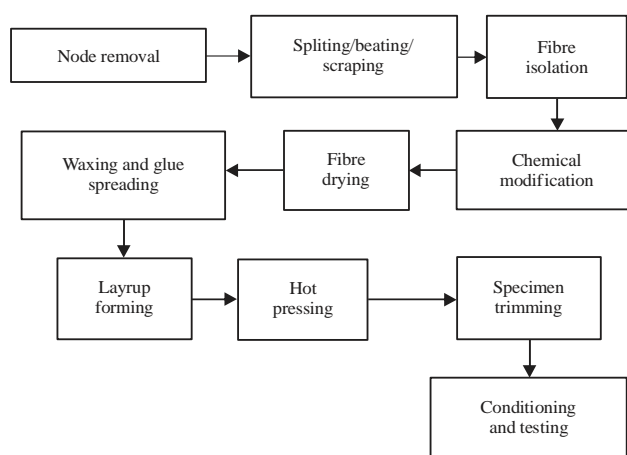 Node removal
Spliting/beating/
scraping
Fibre
isolation
Chemical
modification
Fibre
drying
Waxing and glue
spreading
Layrup
forming
Hot
pressing
Specimen
trimming
Conditioning
and testing